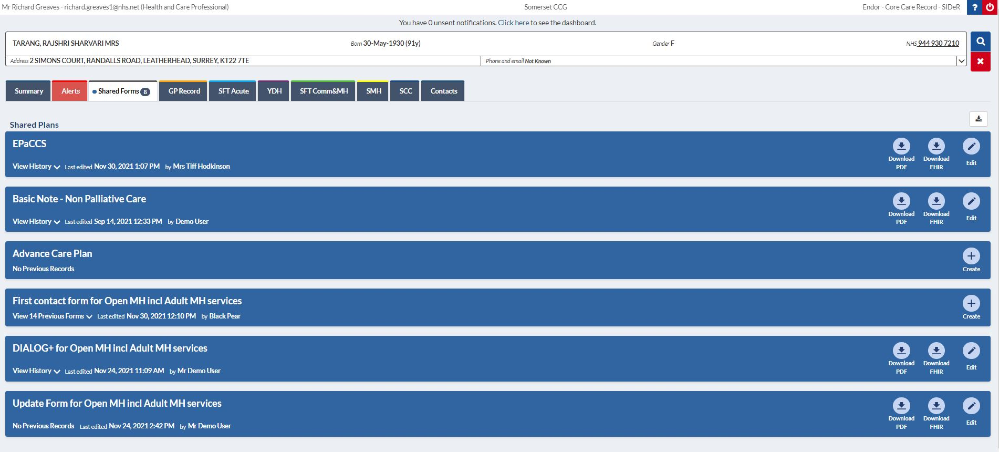 Mr Richard Greaves - richard.greaves1@nhs.net (Health and Care Professional) Somerset CCG Endor - Core Care Record - SIDeR ?
You have 0 unsent notifications. Click here to see the dashboard.
TARANG, RAJSHRI SHARVARI MRS Born 30-May-1930 (91y) Gender F NHS 944 930 7210
Address 2 SIMONS COURT, RANDALLS ROAD, LEATHERHEAD, SURREY, KT22 7TE Phone and email Not Known
Summary Alerts Shared Forms 8 GP Record SFT Acute YDH SFT Comm&MH SMH SCC Contacts
Shared Plans
EPaCCS
View History Last edited Nov 30, 2021 1:07 PM by Mrs Tiff Hodkinson
Download PDF Download FHIR Edit
Basic Note - Non Palliative Care
View History Last edited Sep 14, 2021 12:33 PM by Demo User
Download PDF Download FHIR Edit
Advance Care Plan
No Previous Records
Create
First contact form for Open MH incl Adult MH services
View 14 Previous Forms Last edited Nov 30, 2021 12:10 PM by Black Pear
Create
DIALOG+ for Open MH incl Adult MH services
View History Last edited Nov 24, 2021 11:09 AM by Mr Demo User
Download PDF Download FHIR Edit
Update Form for Open MH incl Adult MH services
No Previous Records Last edited Nov 24, 2021 2:42 PM by Mr Demo User
Download PDF Download FHIR Edit